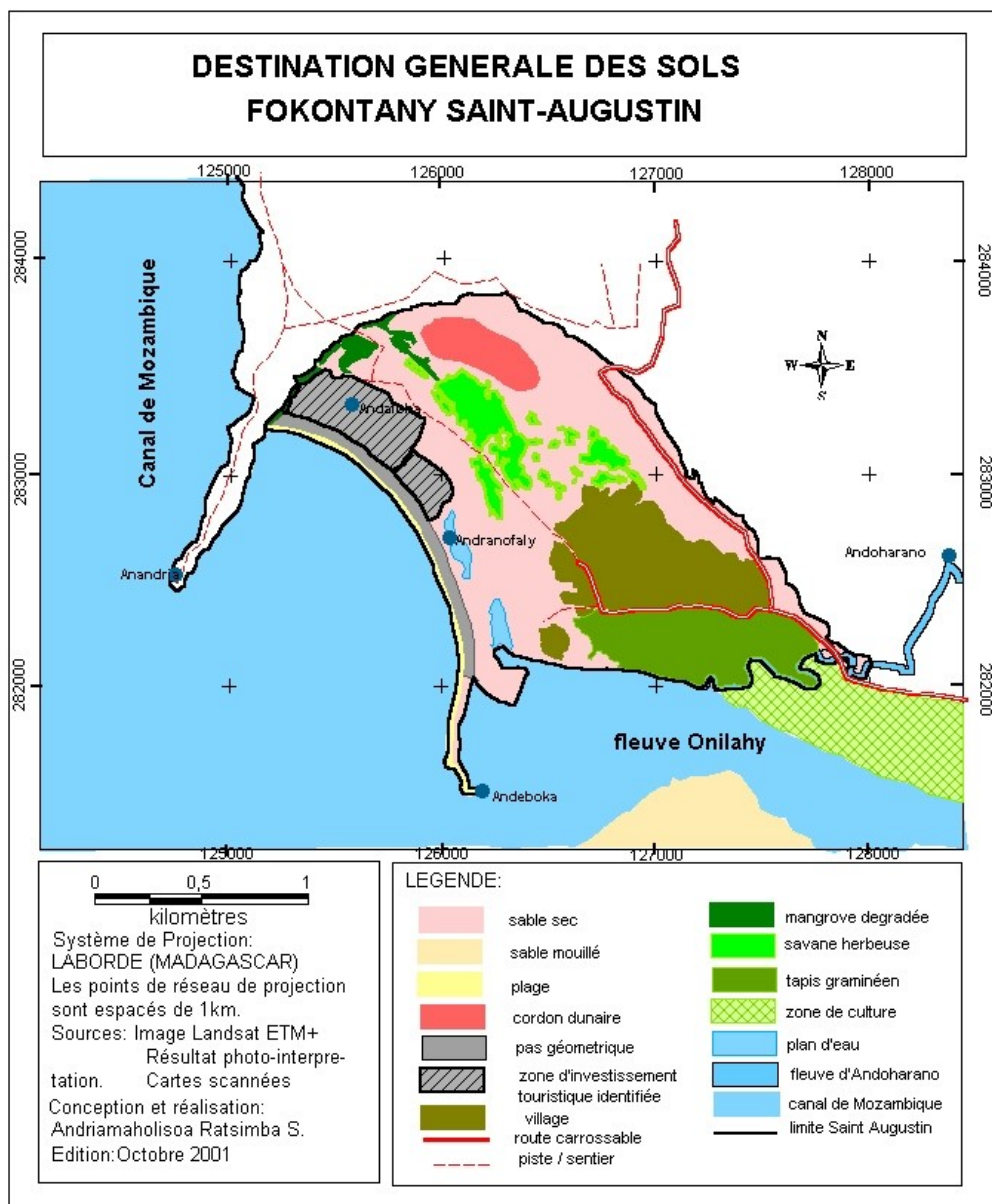 DESTINATION GENERALE DES SOLS
FOKONTANY SAINT-AUGUSTIN
125000
126000
127000
128000
284000
284000
Canal de Mozambique
N
W E
S
283000
283000
Andranofaly
Andoharano
Anandria
282000
282000
fleuve Onilahy
Andeboka
125000
126000
127000
128000
0 0,5 1
kilomètres
Système de Projection:
LABORDE (MADAGASCAR)
Les points de réseau de projection
sont espacés de 1km.
Sources: Image Landsat ETM+
Résultat photo-interpre-
tation. Cartes scannées
Conception et réalisation:
Andriamaholisoa Ratsimba S.
Edition:Octobre 2001
LEGENDE:
sable sec
sable mouillé
plage
cordon dunaire
pas géometrique
zone d'investissement
touristique identifiée
village
route carrossable
piste / sentier
mangrove degradée
savane herbeuse
tapis graminéen
zone de culture
plan d'eau
fleuve d'Andoharano
canal de Mozambique
limite Saint Augustin